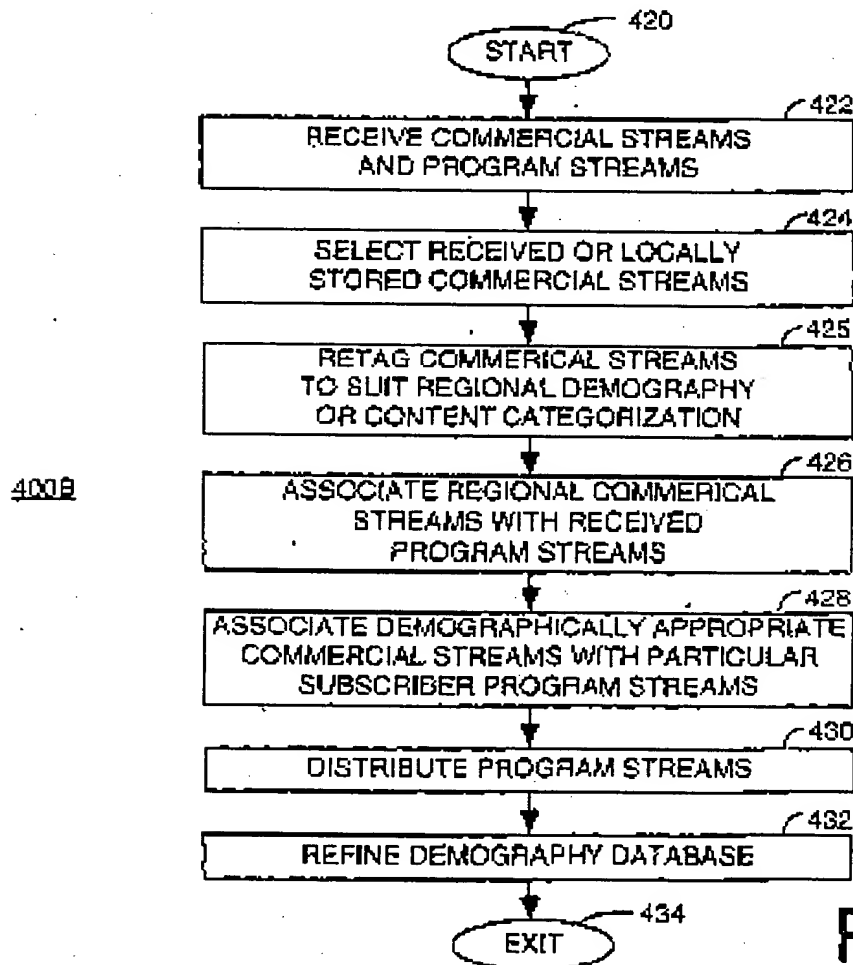 420
START
422
RECEIVE COMMERCIAL STREAMS
AND PROGRAM STREAMS
424
SELECT RECEIVED OR LOCALLY
STORED COMMERCIAL STREAMS
425
RETAG COMMERICAL STREAMS
TO SUIT REGIONAL DEMOGRAPHY
OR CONTENT CATEGORIZATION
400B
426
ASSOCIATE REGIONAL COMMERICAL
STREAMS WITH RECEIVED
PROGRAM STREAMS
428
ASSOCIATE DEMOGRAPHICALLY APPROPRIATE
COMMERCIAL STREAMS WITH PARTICULAR
SUBSCRIBER PROGRAM STREAMS
430
DISTRIBUTE PROGRAM STREAMS
432
REFINE DEMOGRAPHY DATABASE
434
EXIT